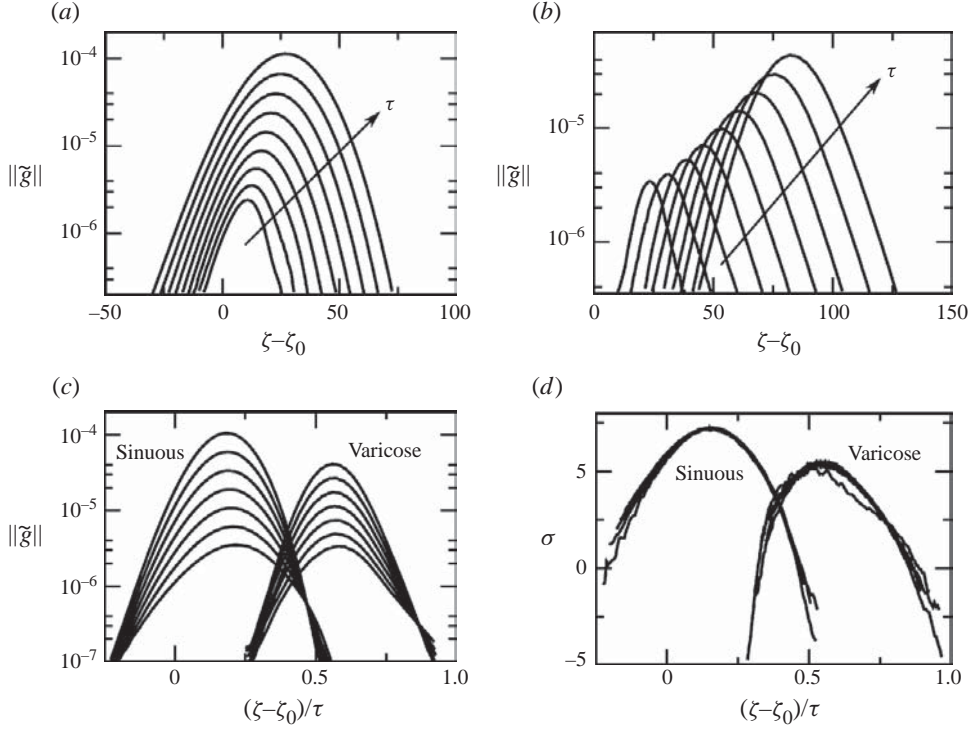 (a)
10⁻⁴
10⁻⁵
10⁻⁶
||g̃||
τ
−50 0 50 100
ζ−ζ₀
(b)
10⁻⁵
10⁻⁶
||g̃||
τ
0 50 100 150
ζ−ζ₀
(c)
10⁻⁴
10⁻⁵
10⁻⁶
10⁻⁷
||g̃||
Sinuous Varicose
0 0.5 1.0
(ζ−ζ₀)/τ
(d)
5
0
−5
σ
Sinuous
Varicose
0 0.5 1.0
(ζ−ζ₀)/τ